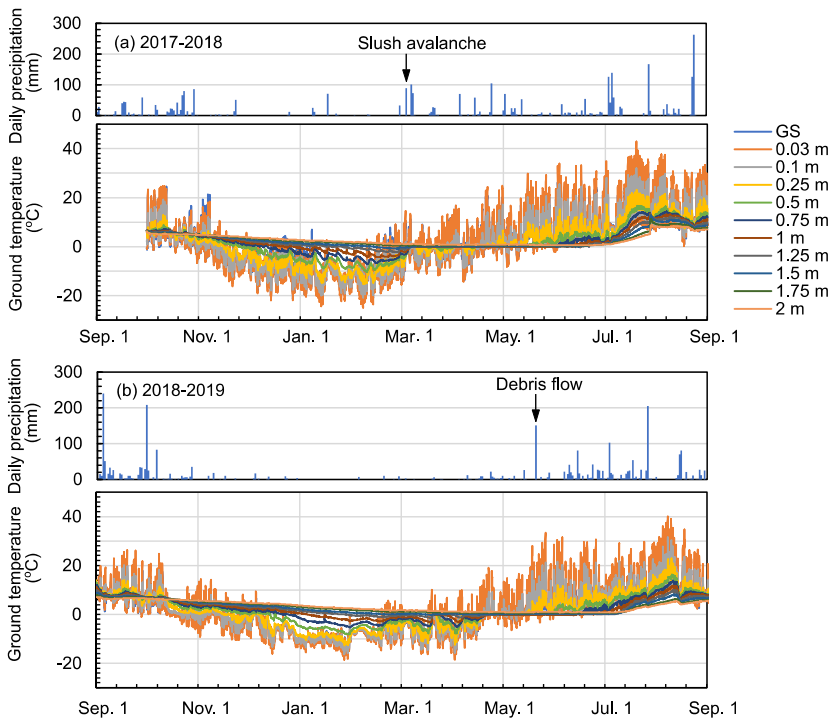 Daily precipitation
(mm)
300
200
100
0
(a) 2017-2018
Slush avalanche
Ground temperature
(ºC)
40
20
0
-20
Sep. 1
Nov. 1
Jan. 1
Mar. 1
May. 1
Jul. 1
Sep. 1
GS
0.03 m
0.1 m
0.25 m
0.5 m
0.75 m
1 m
1.25 m
1.5 m
1.75 m
2 m
Daily precipitation
(mm)
300
200
100
0
(b) 2018-2019
Debris flow
Ground temperature
(ºC)
40
20
0
-20
Sep. 1
Nov. 1
Jan. 1
Mar. 1
May. 1
Jul. 1
Sep. 1